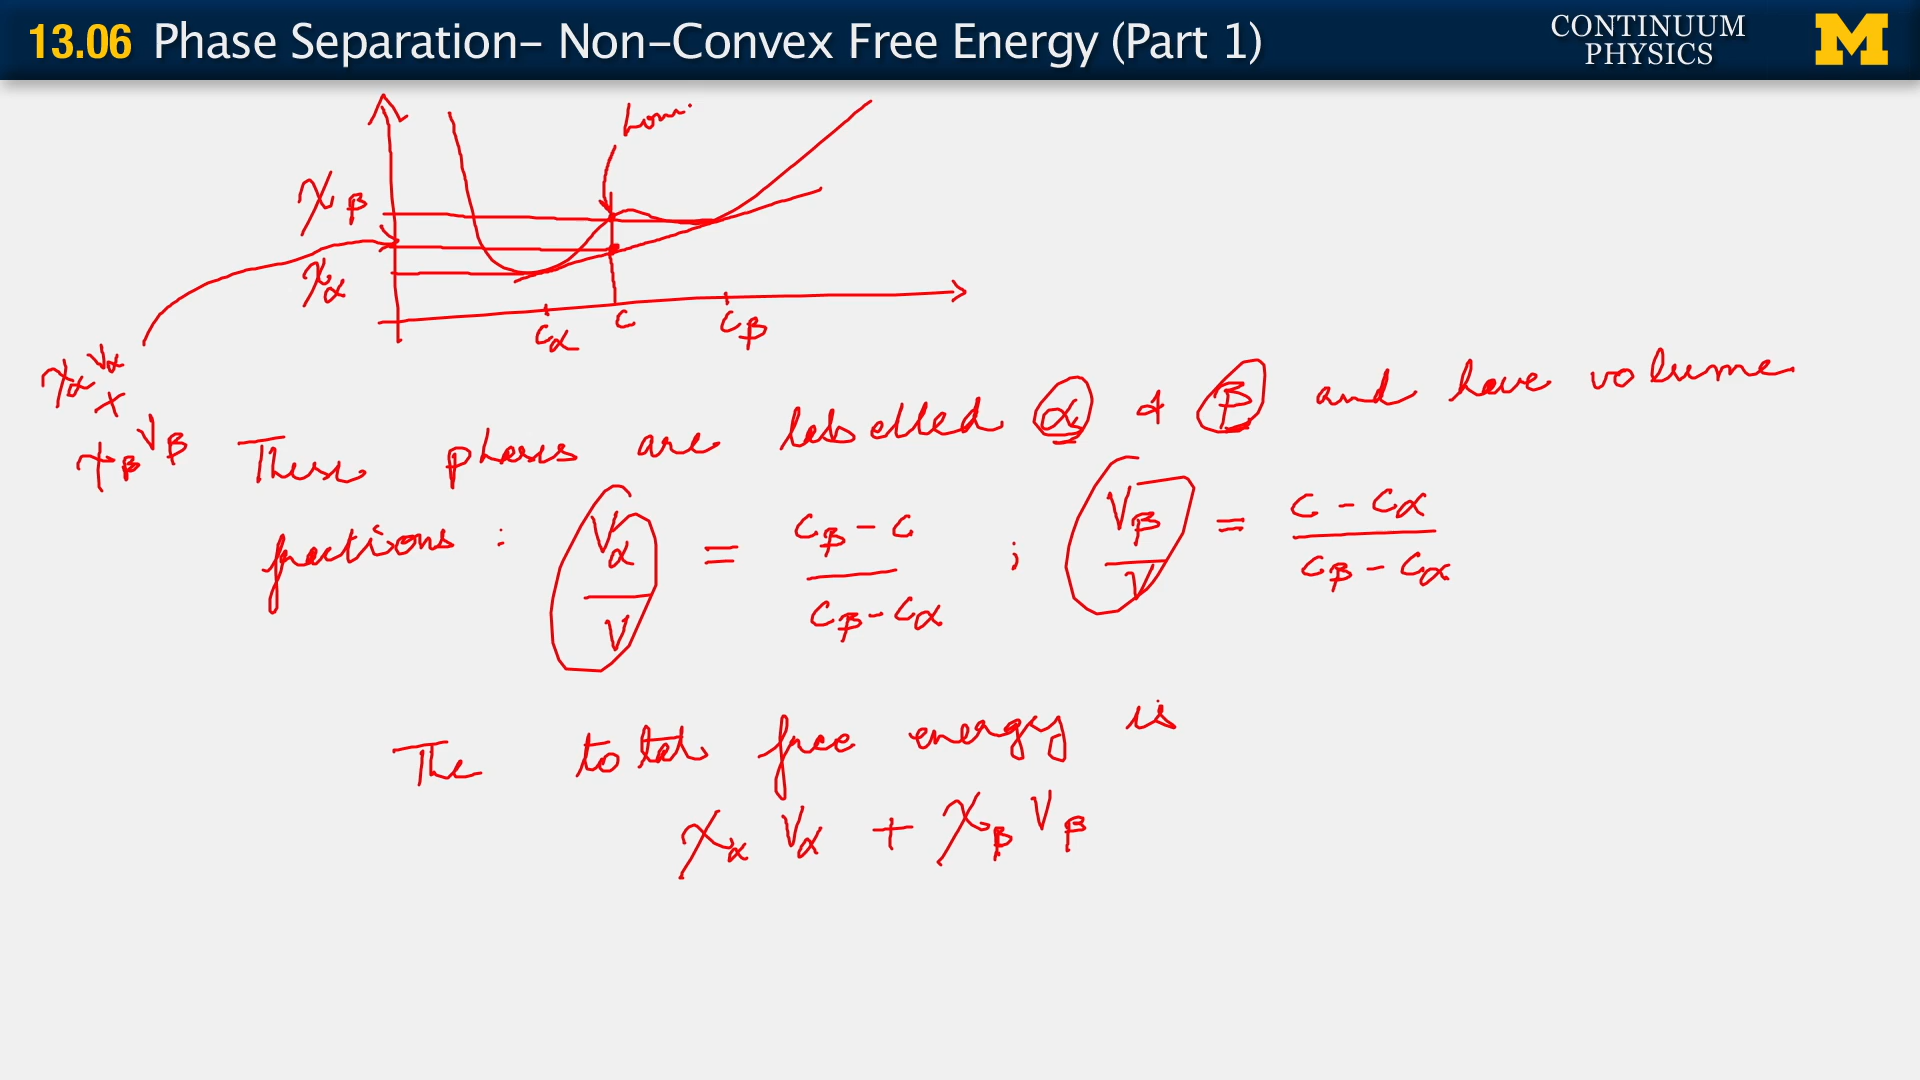 13.06 Phase Separation– Non–Convex Free Energy (Part 1)
CONTINUUM
PHYSICS
M
Hom.
χβ
χα
cα c cβ
χα Vα
+
χβ Vβ
These phases are labelled α & β and have volume
fractions : Vα/V = (cβ - c)/(cβ - cα) ; Vβ/V = (c - cα)/(cβ - cα)
The total free energy is
χα Vα + χβ Vβ